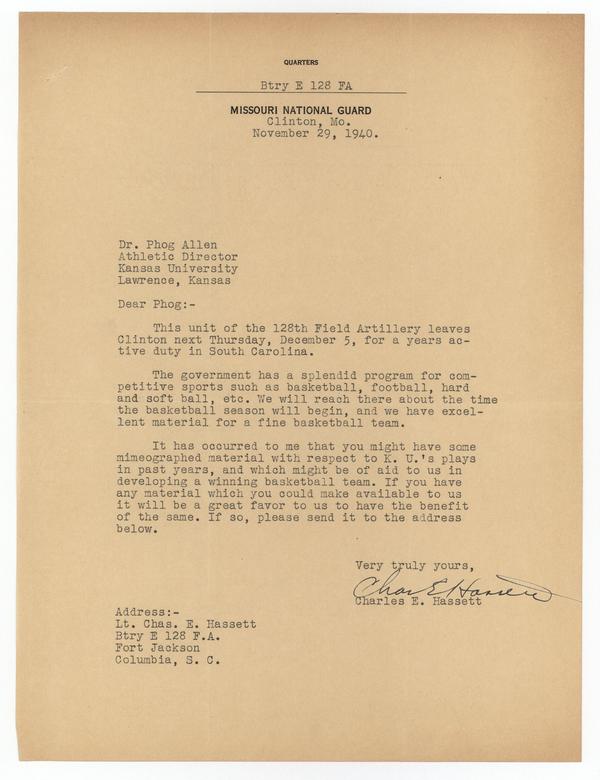 QUARTERS
Btry E 128 FA
MISSOURI NATIONAL GUARD
Clinton, Mo.
November 29, 1940.
Dr. Phog Allen
Athletic Director
Kansas University
Lawrence, Kansas
Dear Phog:-
This unit of the 128th Field Artillery leaves
Clinton next Thursday, December 5, for a years ac-
tive duty in South Carolina.
The government has a splendid program for com-
petitive sports such as basketball, football, hard
and soft ball, etc. We will reach there about the time
the basketball season will begin, and we have excel-
lent material for a fine basketball team.
It has occurred to me that you might have some
mimeographed material with respect to K. U.'s plays
in past years, and which might be of aid to us in
developing a winning basketball team. If you have
any material which you could make available to us
it will be a great favor to us to have the benefit
of the same. If so, please send it to the address
below.
Very truly yours,
Chas E Hassett
Charles E. Hassett
Address:-
Lt. Chas. E. Hassett
Btry E 128 F.A.
Fort Jackson
Columbia, S. C.